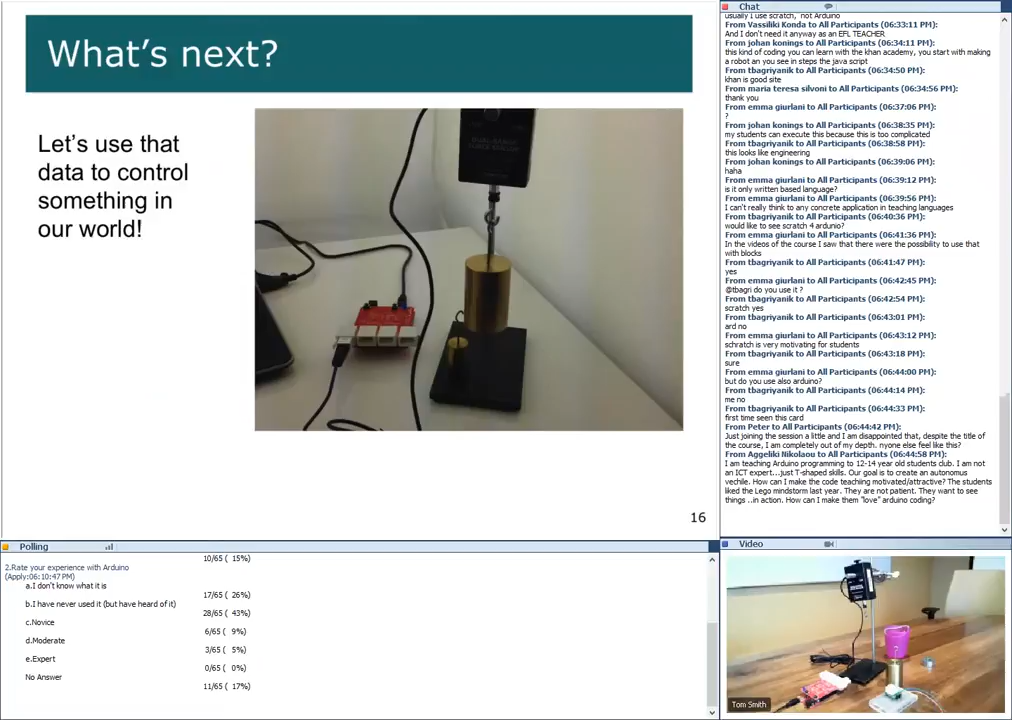 What's next?
Let's use that
data to control
something in
our world!
16
Chat
usually I use scratch, not Arduino
From Vassiliki Konda to All Participants (06:33:11 PM):
And I don't need it anyway as an EFL TEACHER
From johan konings to All Participants (06:34:11 PM):
this kind of coding you can learn with the khan academy, you start with making
a robot an you see in steps the java script
From tbagriyanik to All Participants (06:34:50 PM):
khan is good site
From maria teresa silvoni to All Participants (06:34:56 PM):
thank you
From emma giurlani to All Participants (06:37:06 PM):
?
From johan konings to All Participants (06:38:35 PM):
my students can execute this because this is too complicated
From tbagriyanik to All Participants (06:38:58 PM):
this looks like engineering
From johan konings to All Participants (06:39:06 PM):
haha
From emma giurlani to All Participants (06:39:12 PM):
is it only written based language?
From emma giurlani to All Participants (06:39:56 PM):
I can't really think to any concrete application in teaching languages
From tbagriyanik to All Participants (06:40:36 PM):
would like to see scratch 4 ardunio?
From emma giurlani to All Participants (06:41:36 PM):
In the videos of the course I saw that there were the possibility to use that
with blocks
From tbagriyanik to All Participants (06:41:47 PM):
yes
From emma giurlani to All Participants (06:42:45 PM):
@tbagri do you use it ?
From tbagriyanik to All Participants (06:42:54 PM):
scratch yes
From tbagriyanik to All Participants (06:43:01 PM):
ard no
From emma giurlani to All Participants (06:43:12 PM):
schratch is very motivating for students
From tbagriyanik to All Participants (06:43:18 PM):
sure
From emma giurlani to All Participants (06:44:00 PM):
but do you use also arduino?
From tbagriyanik to All Participants (06:44:14 PM):
me no
From tbagriyanik to All Participants (06:44:33 PM):
first time seen this card
From Peter to All Participants (06:44:42 PM):
Just joining the session a little and I am disappointed that, despite the title of
the course, I am completely out of my depth. nyone else feel like this?
From Aggeliki Nikolaou to All Participants (06:44:58 PM):
I am teaching Arduino programming to 12-14 year old students club. I am not
an ICT expert...just T-shaped skills. Our goal is to create an autonomus
vechile. How can I make the code teachiing motivated/attractive? The students
liked the Lego mindstorm last year. They are not patient. They want to see
things ..in action. How can I make them "love" arduino coding?
Polling
10/65 ( 15%)
2.Rate your experience with Arduino
(Apply:06:10:47 PM)
a.I don't know what it is
17/65 ( 26%)
b.I have never used it (but have heard of it)
28/65 ( 43%)
c.Novice
6/65 ( 9%)
d.Moderate
3/65 ( 5%)
e.Expert
0/65 ( 0%)
No Answer
11/65 ( 17%)
Video
Tom Smith